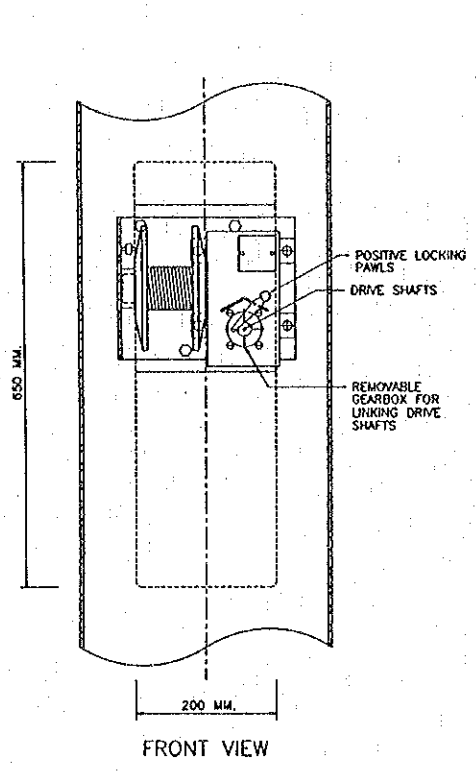 POSITIVE LOCKING
PAWLS
DRIVE SHAFTS
650 MM.
REMOVABLE
GEARBOX FOR
LINKING DRIVE
SHAFTS
200 MM.
FRONT VIEW